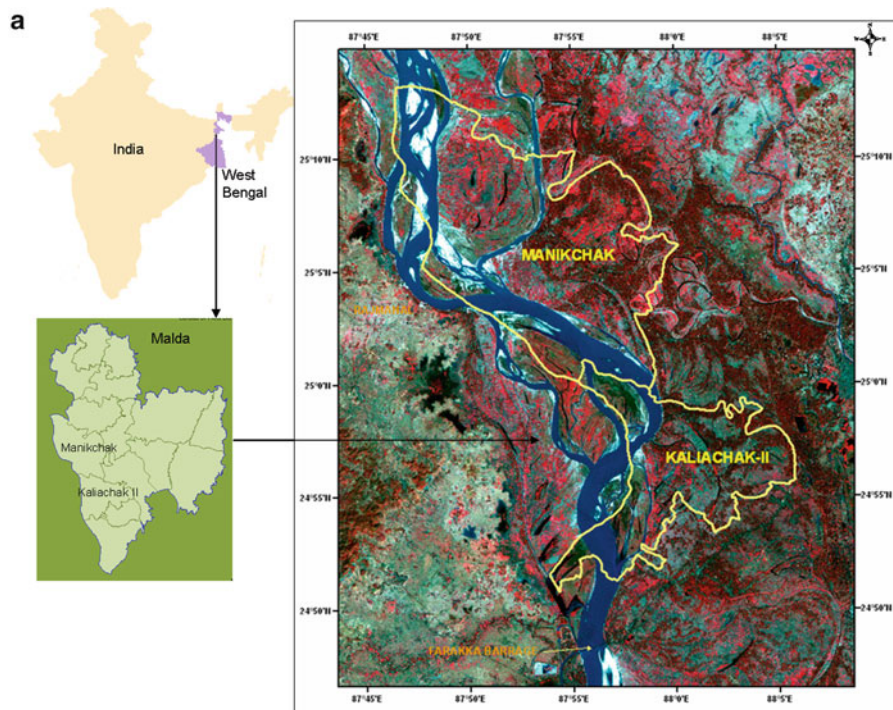 a
India
West
Bengal
Malda
Manikchak
Kaliachak II
87°45'E 87°50'E 87°55'E 88°0'E 88°5'E
25°10'N 25°10'N
25°5'N 25°5'N
25°0'N 25°0'N
24°55'N 24°55'N
24°50'N 24°50'N
MANIKCHAK
KALIACHAK-II
FARAKKA BARRAGE
87°45'E 87°50'E 87°55'E 88°0'E 88°5'E